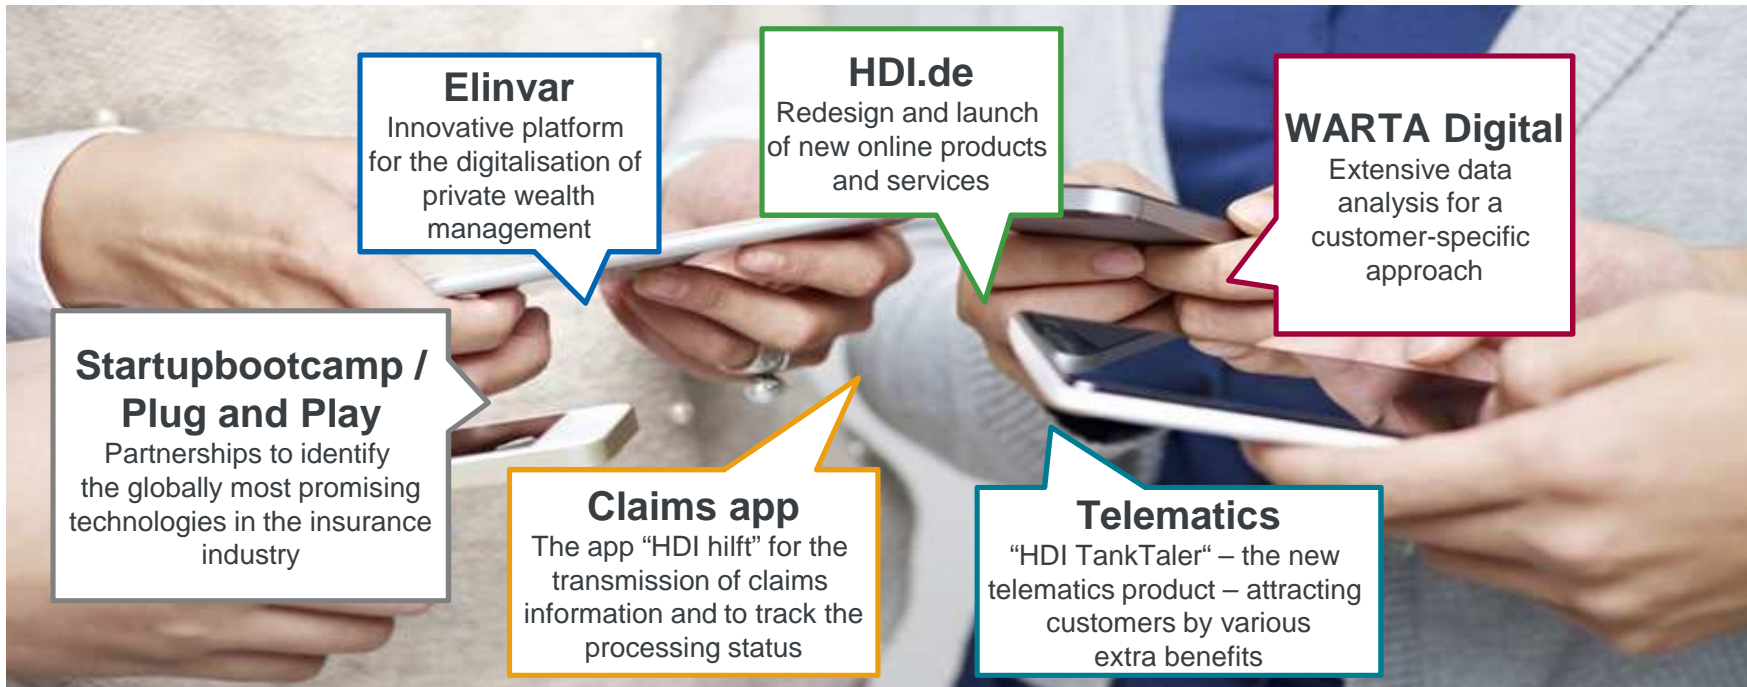 Elinvar
Innovative platform
for the digitalisation of
private wealth
management
HDI.de
Redesign and launch
of new online products
and services
WARTA Digital
Extensive data
analysis for a
customer-specific
approach
Startupbootcamp /
Plug and Play
Partnerships to identify
the globally most promising
technologies in the insurance
industry
Claims app
The app “HDI hilft” for the
transmission of claims
information and to track the
processing status
Telematics
“HDI TankTaler“ – the new
telematics product – attracting
customers by various
extra benefits